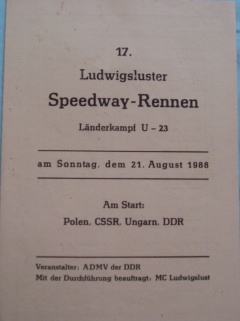 17.
Ludwigsluster
Speedway-Rennen
Länderkampf U - 23
am Sonntag, dem 21. August 1988
Am Start:
Polen, CSSR, Ungarn, DDR
Veranstalter: ADMV der DDR
Mit der Durchführung beauftragt: MC Ludwigslust